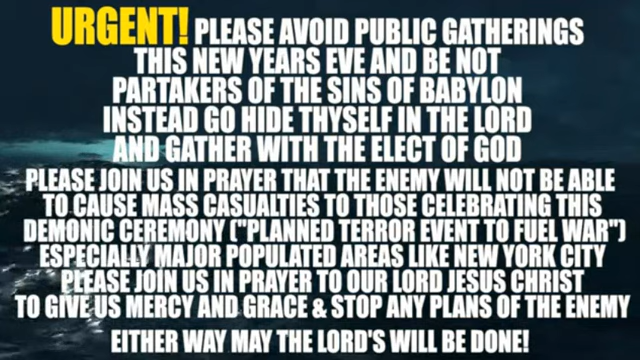 URGENT! PLEASE AVOID PUBLIC GATHERINGS
THIS NEW YEARS EVE AND BE NOT
PARTAKERS OF THE SINS OF BABYLON
INSTEAD GO HIDE THYSELF IN THE LORD
AND GATHER WITH THE ELECT OF GOD
PLEASE JOIN US IN PRAYER THAT THE ENEMY WILL NOT BE ABLE
TO CAUSE MASS CASUALTIES TO THOSE CELEBRATING THIS
DEMONIC CEREMONY ("PLANNED TERROR EVENT TO FUEL WAR")
ESPECIALLY MAJOR POPULATED AREAS LIKE NEW YORK CITY
PLEASE JOIN US IN PRAYER TO OUR LORD JESUS CHRIST
TO GIVE US MERCY AND GRACE & STOP ANY PLANS OF THE ENEMY
EITHER WAY MAY THE LORD'S WILL BE DONE!